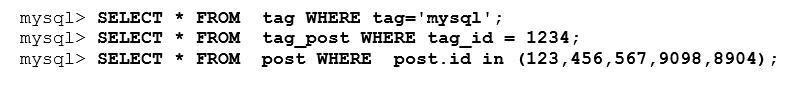 mysql> SELECT * FROM  tag WHERE tag='mysql';
mysql> SELECT * FROM  tag_post WHERE tag_id = 1234;
mysql> SELECT * FROM  post WHERE  post.id in (123,456,567,9098,8904);